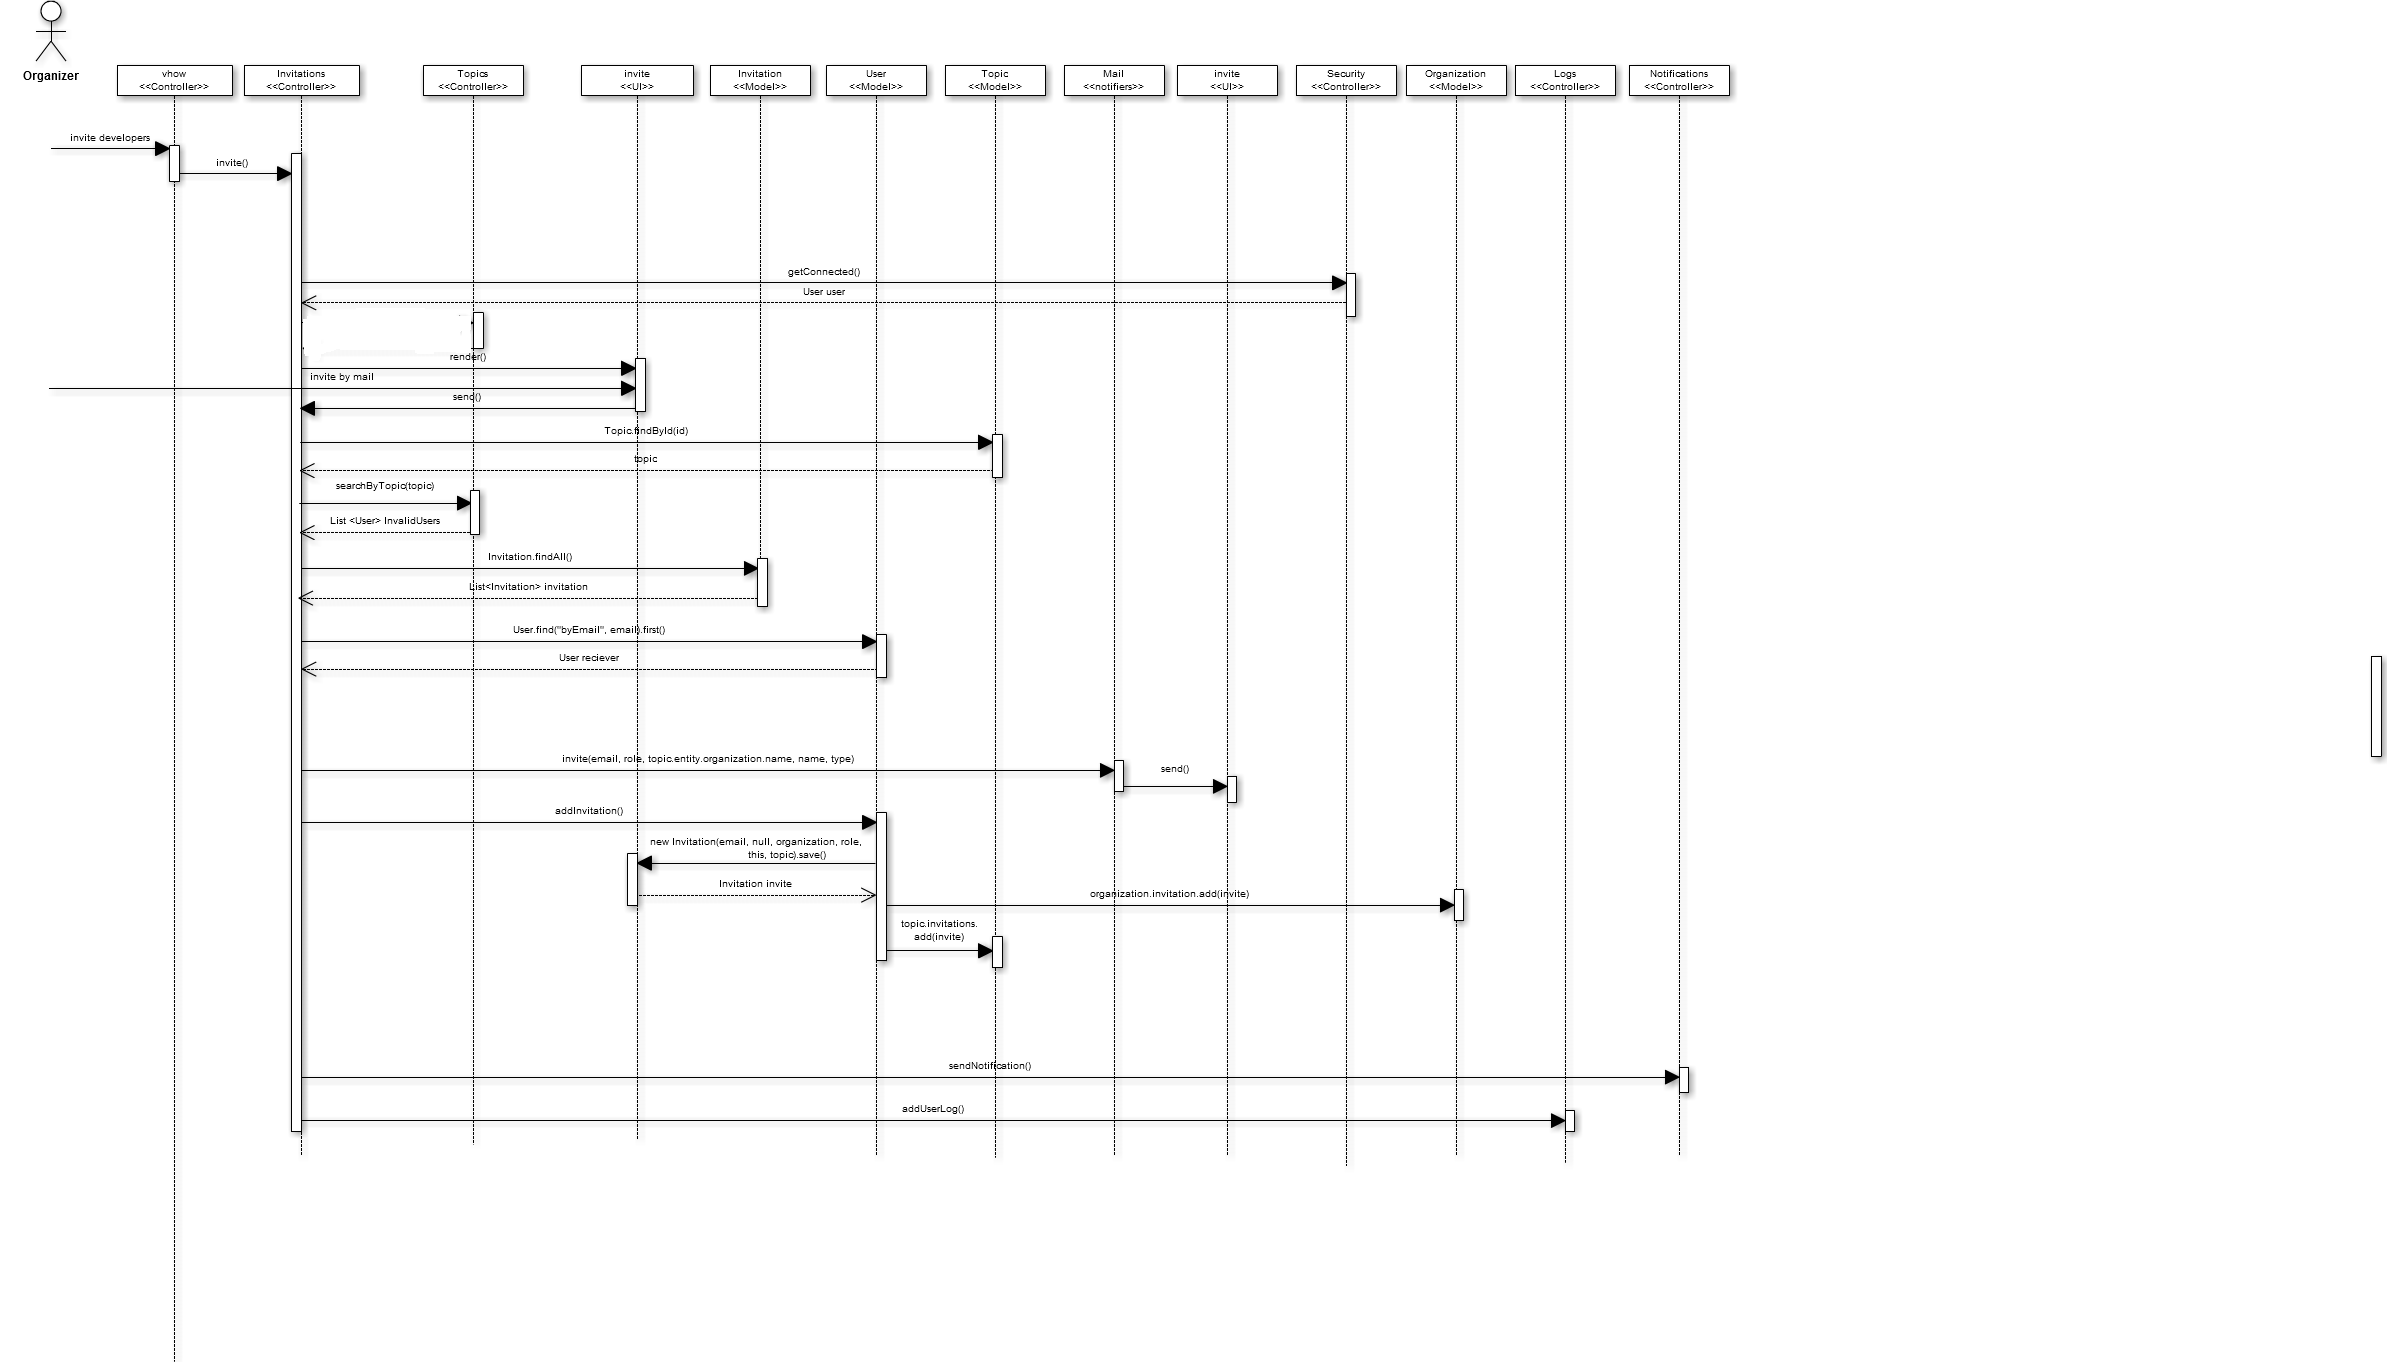 Organizer
vhow
<<Controller>>
Invitations
<<Controller>>
Topics
<<Controller>>
invite
<<UI>>
Invitation
<<Model>>
User
<<Model>>
Topic
<<Model>>
Mail
<<notifiers>>
invite
<<UI>>
Security
<<Controller>>
Organization
<<Model>>
Logs
<<Controller>>
Notifications
<<Controller>>
invite developers
invite()
getConnected()
User user
render()
invite by mail
send()
Topic.findById(id)
topic
searchByTopic(topic)
List <User> InvalidUsers
Invitation.findAll()
List<Invitation> invitation
User.find("byEmail", email).first()
User reciever
invite(email, role, topic.entity.organization.name, name, type)
send()
addInvitation()
new Invitation(email, null, organization, role,
this, topic).save()
Invitation invite
organization.invitation.add(invite)
topic.invitations.
add(invite)
sendNotification()
addUserLog()